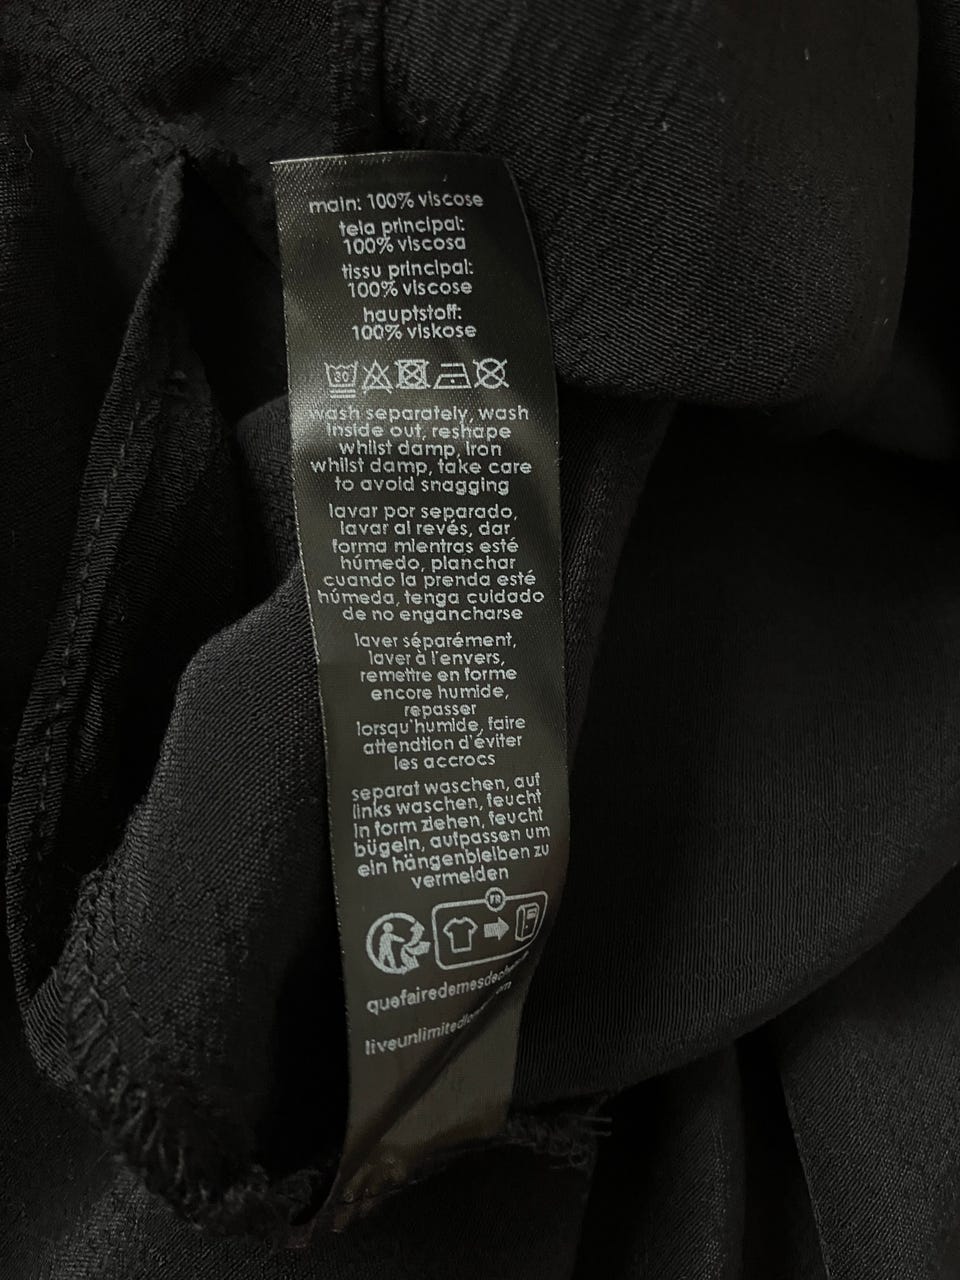 main: 100% viscose
tela principal:
100% viscosa
tissu principal:
100% viscose
hauptstoff:
100% viskose
30
wash separately, wash
inside out, reshape
whilst damp, iron
whilst damp, take care
to avoid snagging
lavar por separado,
lavar al revés, dar
forma mientras esté
húmedo, planchar
cuando la prenda esté
húmeda, tenga cuidado
de no engancharse
laver séparément,
laver à l'envers,
remettre en forme
encore humide,
repasser
lorsqu'humide, faire
attendtion d'éviter
les accrocs
separat waschen, auf
links waschen, feucht
in form ziehen, feucht
bügeln, aufpassen um
ein hängenbleiben zu
vermeiden
FR